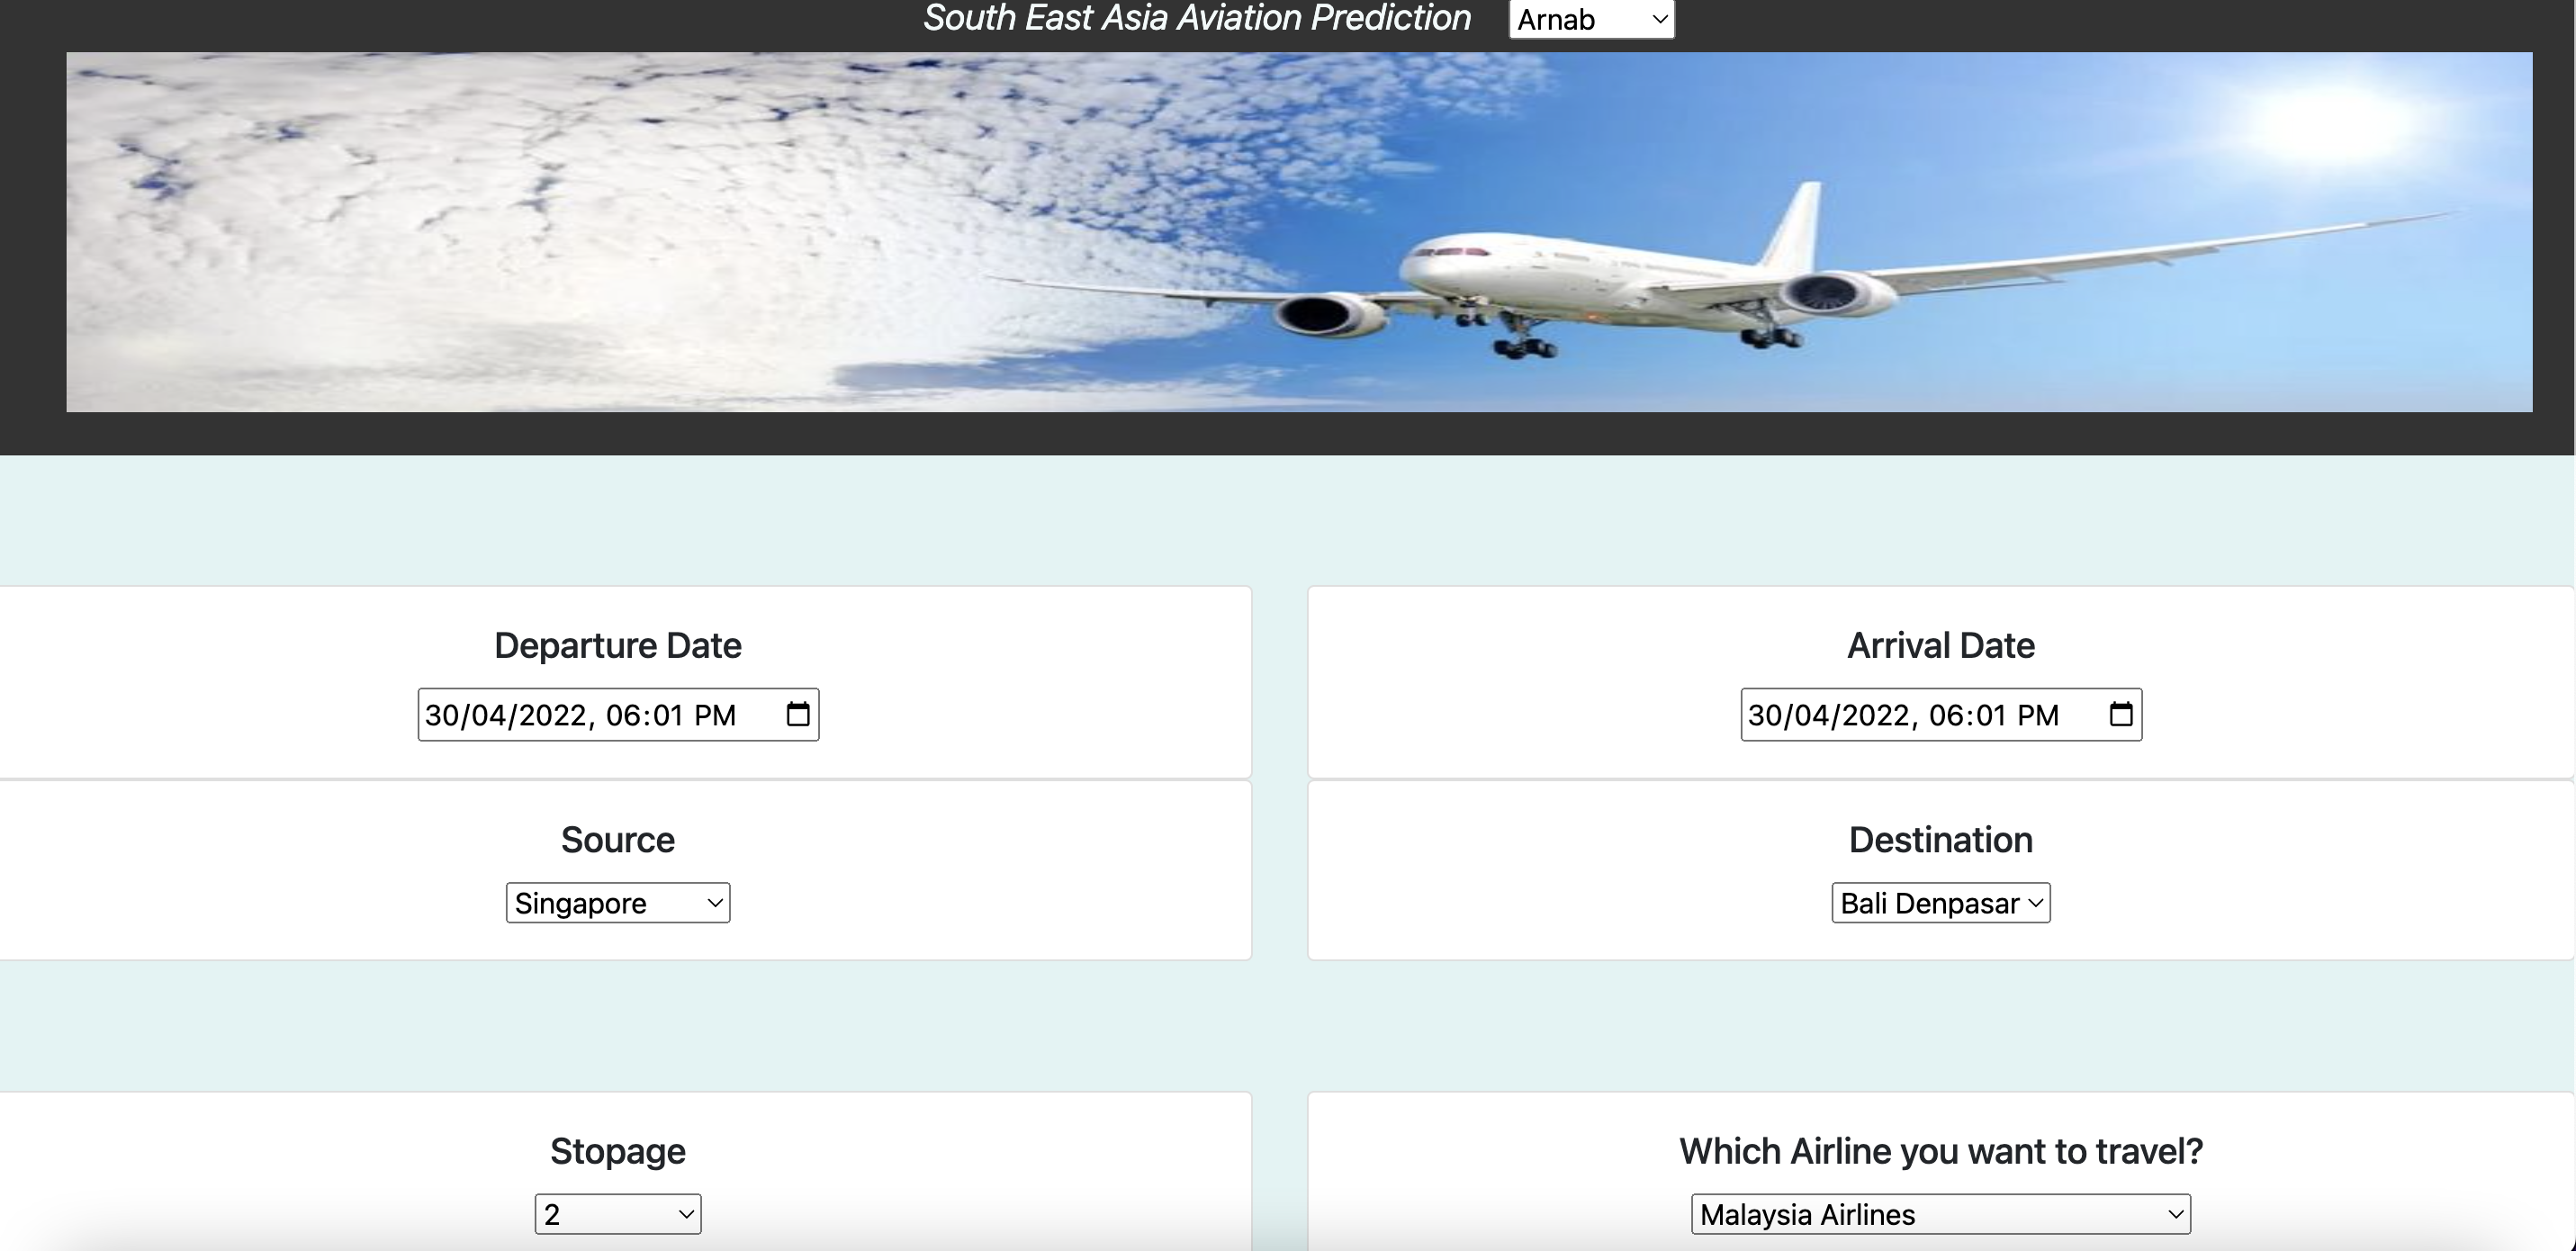 South East Asia Aviation Prediction Arnab
Departure Date
30/04/2022, 06:01 PM
Arrival Date
30/04/2022, 06:01 PM
Source
Singapore
Destination
Bali Denpasar
Stopage
2
Which Airline you want to travel?
Malaysia Airlines